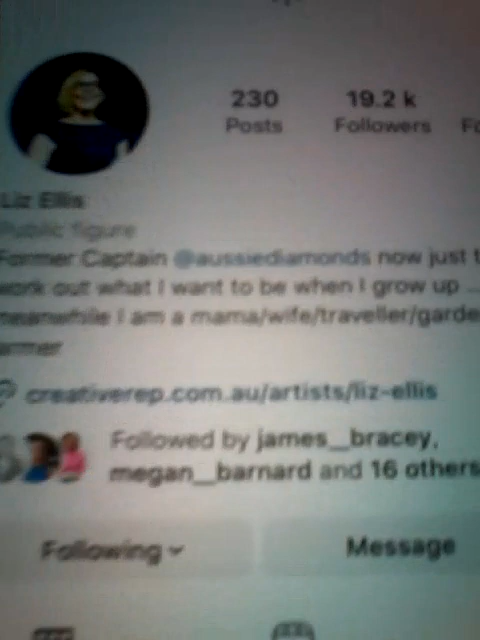 230
19.2 k
Posts
Followers
Fo
Liz Ellis
Public figure
Former Captain @aussiediamonds now just t
work out what I want to be when I grow up ...
meanwhile I am a mama/wife/traveller/garde
armer
creativerep.com.au/artists/liz-ellis
Followed by james__bracey,
megan__barnard and 16 others
Following
Message